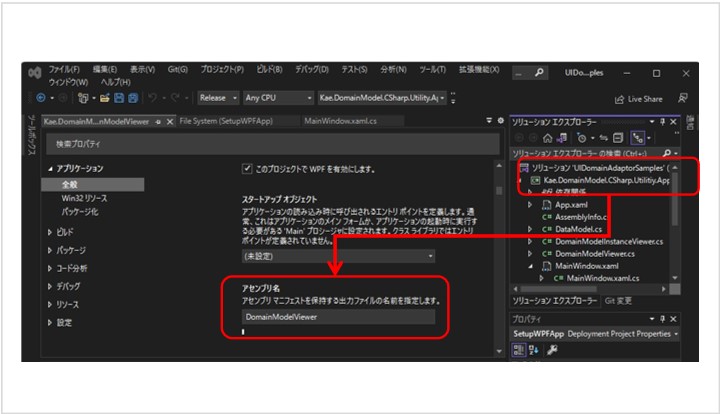 ファイル(F) 編集(E) 表示(V) Git(G) プロジェクト(P) ビルド(B) デバッグ(D) テスト(S) 分析(N) ツール(T) 拡張機能(X)
ウィンドウ(W) ヘルプ(H)
... UIDo...ples
Release Any CPU Kae.DomainModel.CSharp.Utility.Ap
Live Share
ツールボックス
Kae.DomainM...nModelViewer File System (SetupWPFApp) MainWindow.xaml.cs
検索プロパティ
アプリケーション
全般
Win32 リソース
パッケージ化
ビルド
パッケージ
コード分析
デバッグ
リソース
設定
このプロジェクトで WPF を有効にします。
スタートアップ オブジェクト
アプリケーションの読み込み時に呼び出されるエントリ ポイントを定義します。通
常、これはアプリケーションのメイン フォームか、アプリケーションの起動時に実行す
る必要がある 'Main' プロシージャに設定されます。クラス ライブラリではエントリ
ポイントが定義されていません。
(未設定)
アセンブリ名
アセンブリ マニフェストを保持する出力ファイルの名前を指定します。
DomainModelViewer
ソリューション エクスプローラー
ソリューション エクスプローラー の検索 (Ctrl+;)
ソリューション 'UIDomainAdaptorSamples' (
Kae.DomainModel.CSharp.Utilitiy.App
依存関係
App.xaml
C# AssemblyInfo.c
C# DataModel.cs
C# DomainModelInstanceViewer.cs
C# DomainModelViewer.cs
MainWindow.xaml
C# MainWindow.xaml.cs
ソリューション エクスプローラー Git 変更
プロパティ
SetupWPFApp Deployment Project Properties
通知